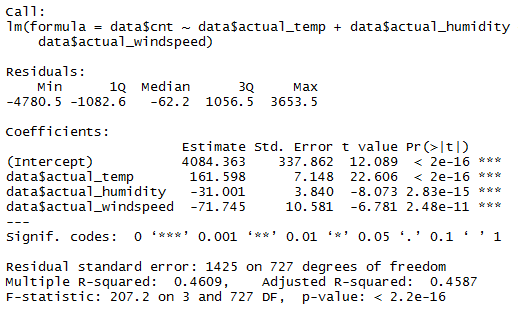 Call:
lm(formula = data$cnt ~ data$actual_temp + data$actual_humidity
    data$actual_windspeed)

Residuals:
    Min      1Q  Median      3Q     Max
-4780.5 -1082.6   -62.2  1056.5  3653.5

Coefficients:
                      Estimate Std. Error t value Pr(>|t|)
(Intercept)           4084.363    337.862  12.089  < 2e-16 ***
data$actual_temp       161.598      7.148  22.606  < 2e-16 ***
data$actual_humidity   -31.001      3.840  -8.073 2.83e-15 ***
data$actual_windspeed  -71.745     10.581  -6.781 2.48e-11 ***
---
Signif. codes:  0 ‘***’ 0.001 ‘**’ 0.01 ‘*’ 0.05 ‘.’ 0.1 ‘ ’ 1

Residual standard error: 1425 on 727 degrees of freedom
Multiple R-squared:  0.4609,    Adjusted R-squared:  0.4587
F-statistic: 207.2 on 3 and 727 DF,  p-value: < 2.2e-16